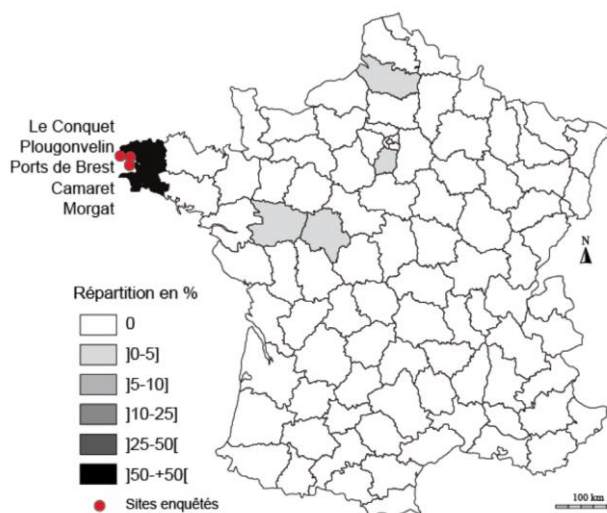 Le Conquet
Plougonvelin
Ports de Brest
Camaret
Morgat
N
Répartition en %
0
]0-5]
]5-10]
]10-25]
]25-50[
]50-+50[
Sites enquêtés
100 km